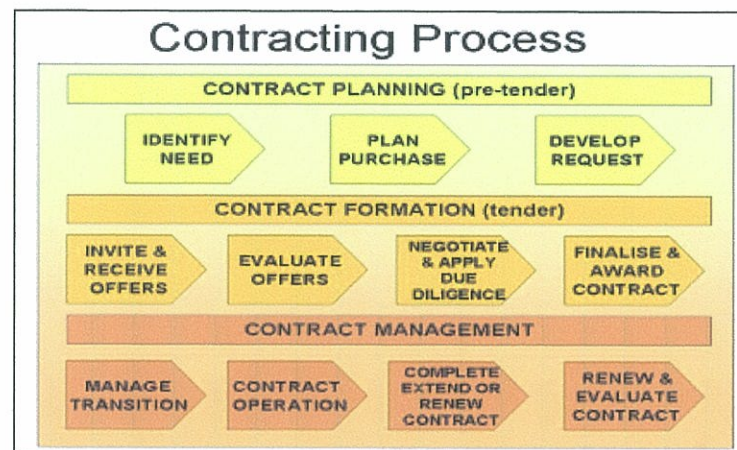 Contracting Process
CONTRACT PLANNING (pre-tender)
IDENTIFY
NEED
PLAN
PURCHASE
DEVELOP
REQUEST
CONTRACT FORMATION (tender)
INVITE &
RECEIVE
OFFERS
EVALUATE
OFFERS
NEGOTIATE
& APPLY
DUE
DILIGENCE
FINALISE &
AWARD
CONTRACT
CONTRACT MANAGEMENT
MANAGE
TRANSITION
CONTRACT
OPERATION
COMPLETE
EXTEND OR
RENEW
CONTRACT
RENEW &
EVALUATE
CONTRACT